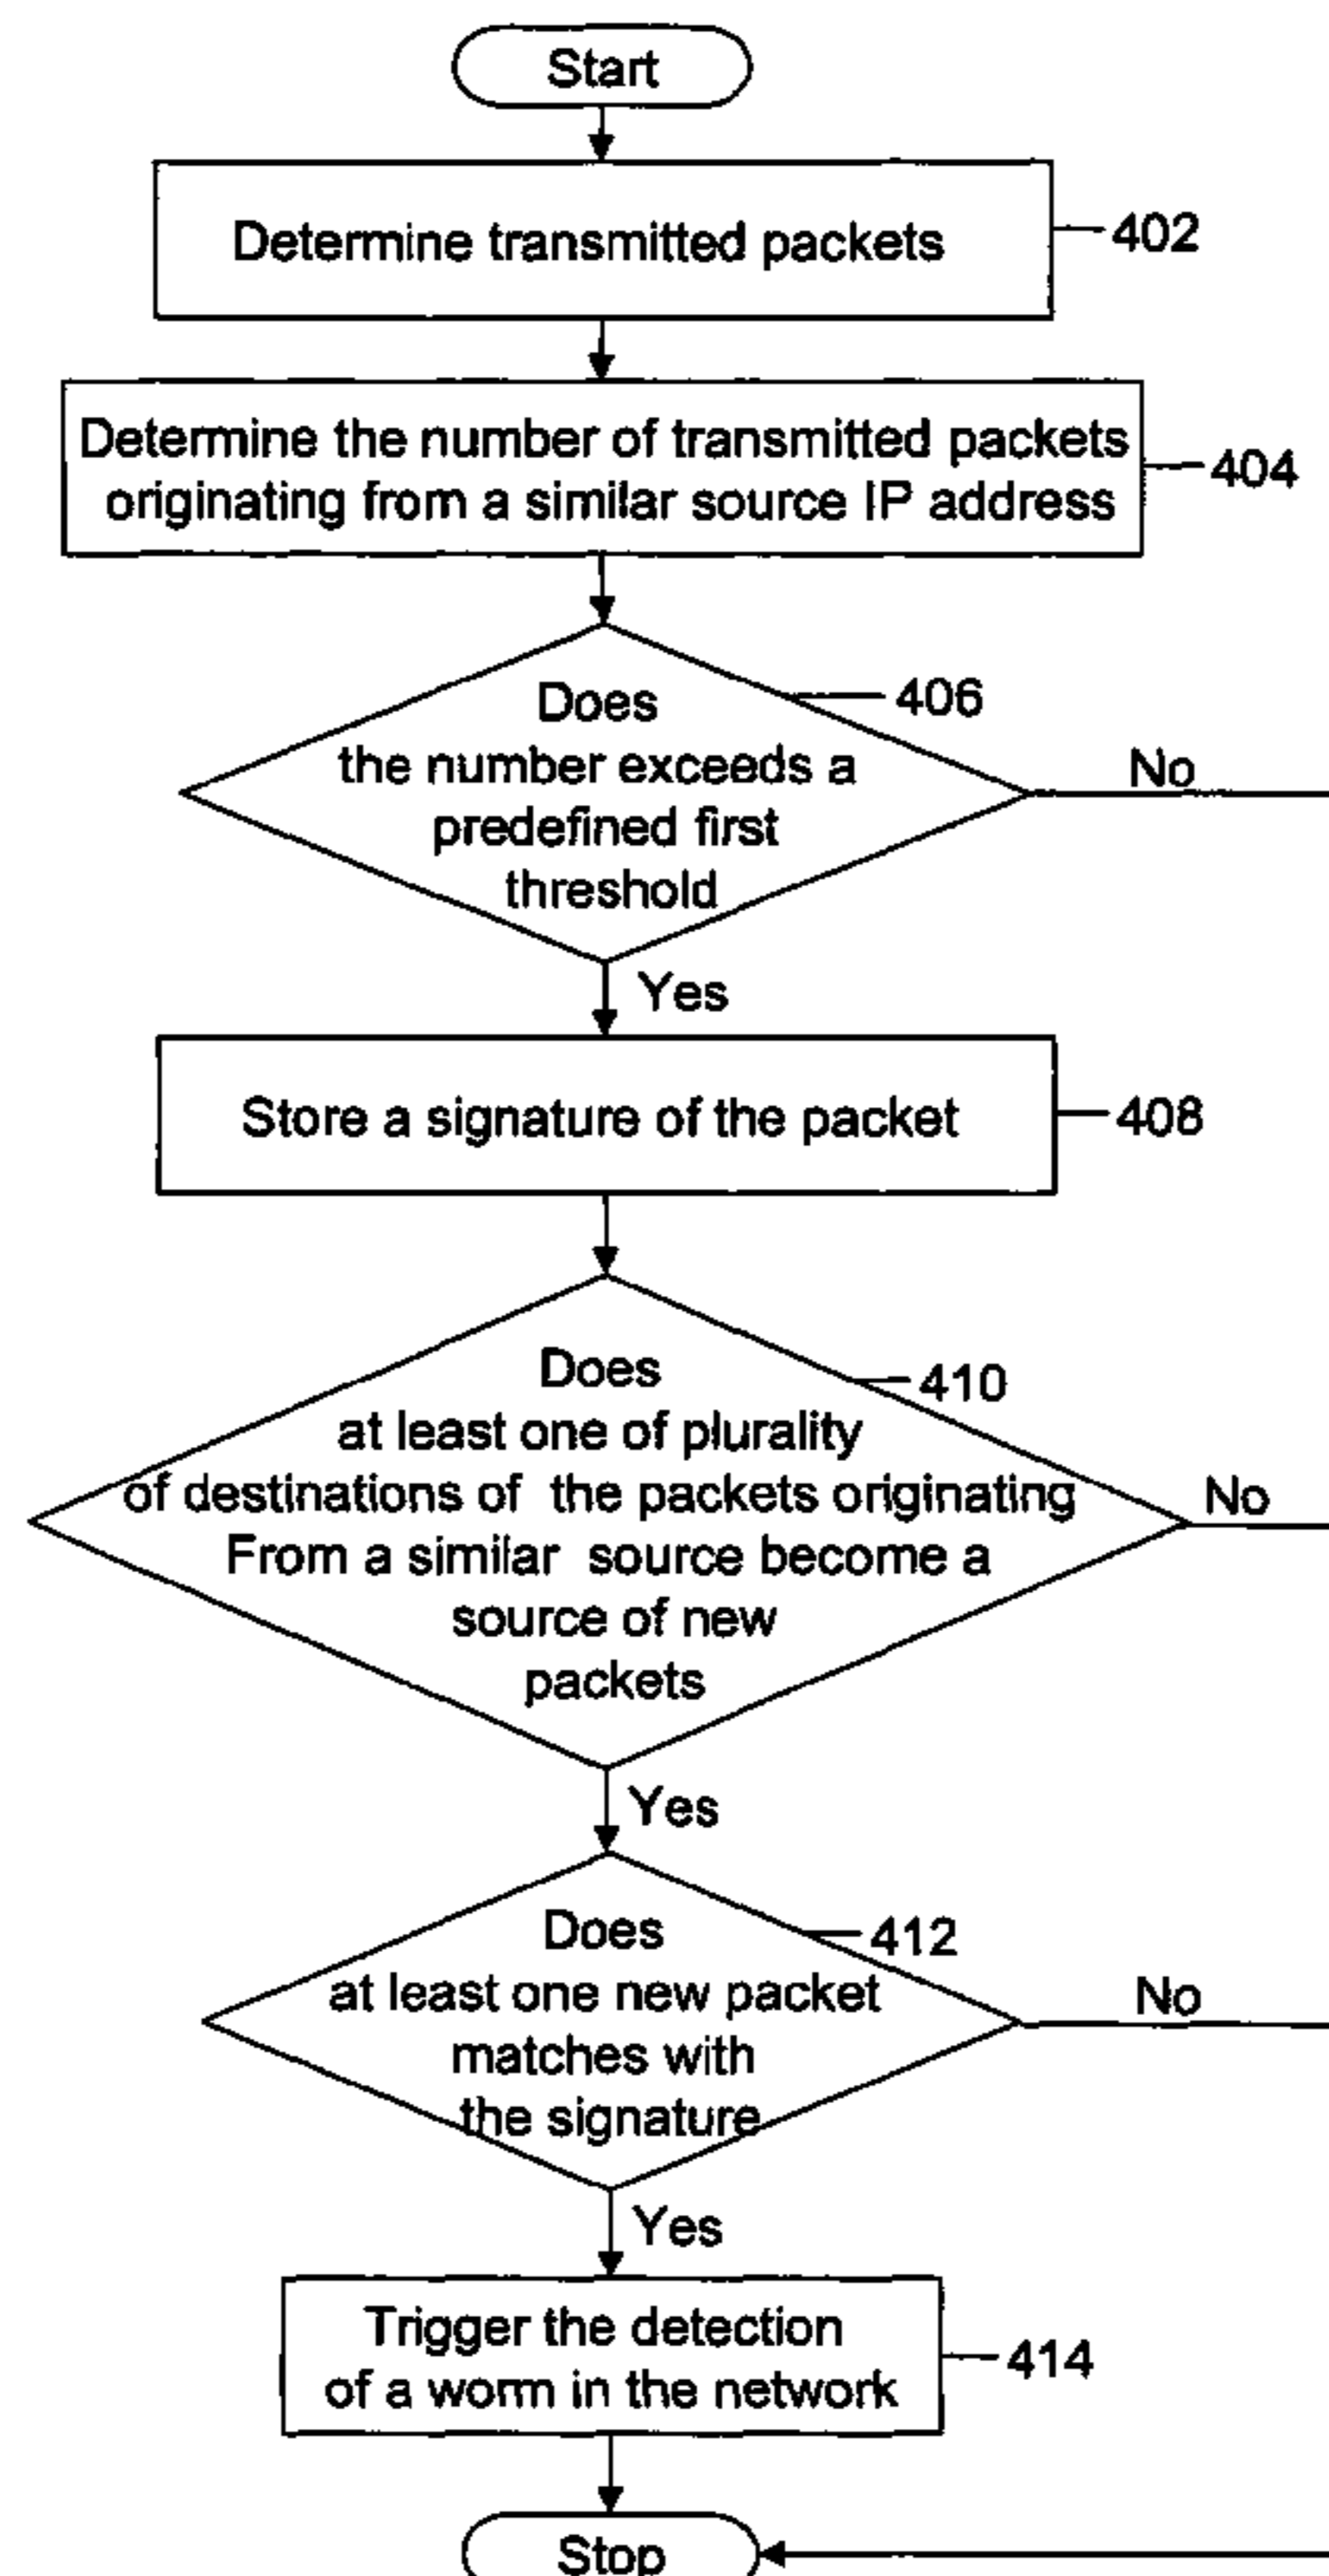 Start
Determine transmitted packets
402
Determine the number of transmitted packets
originating from a similar source IP address
404
Does
the number exceeds a
predefined first
threshold
406
No
Yes
Store a signature of the packet
408
Does
at least one of plurality
of destinations of the packets originating
From a similar source become a
source of new
packets
410
No
Yes
Does
at least one new packet
matches with
the signature
412
No
Yes
Trigger the detection
of a worm in the network
414
Stop